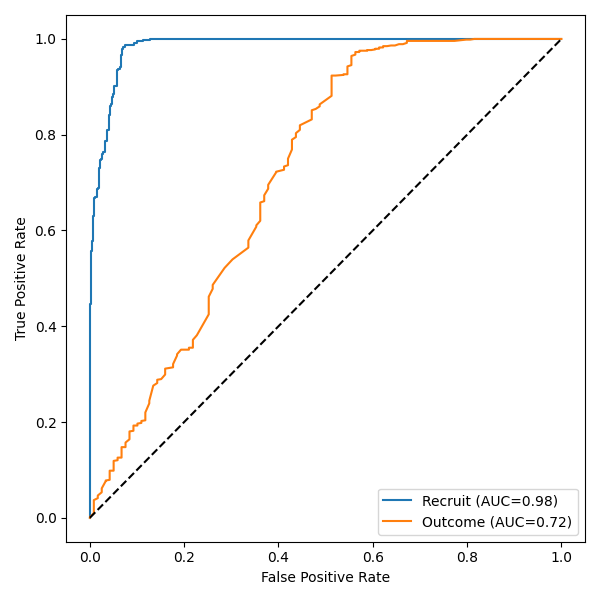 1.0
0.8
0.6
0.4
0.2
0.0
True Positive Rate
0.0 0.2 0.4 0.6 0.8 1.0
False Positive Rate
Recruit (AUC=0.98)
Outcome (AUC=0.72)